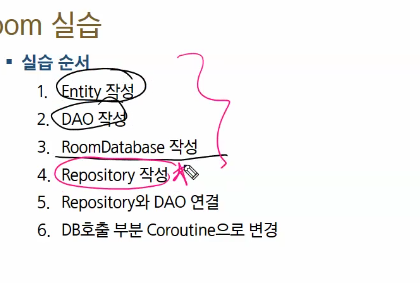 oom 실습
▪ 실습 순서
1. Entity 작성
2. DAO 작성
3. RoomDatabase 작성
4. Repository 작성
5. Repository와 DAO 연결
6. DB호출 부분 Coroutine으로 변경